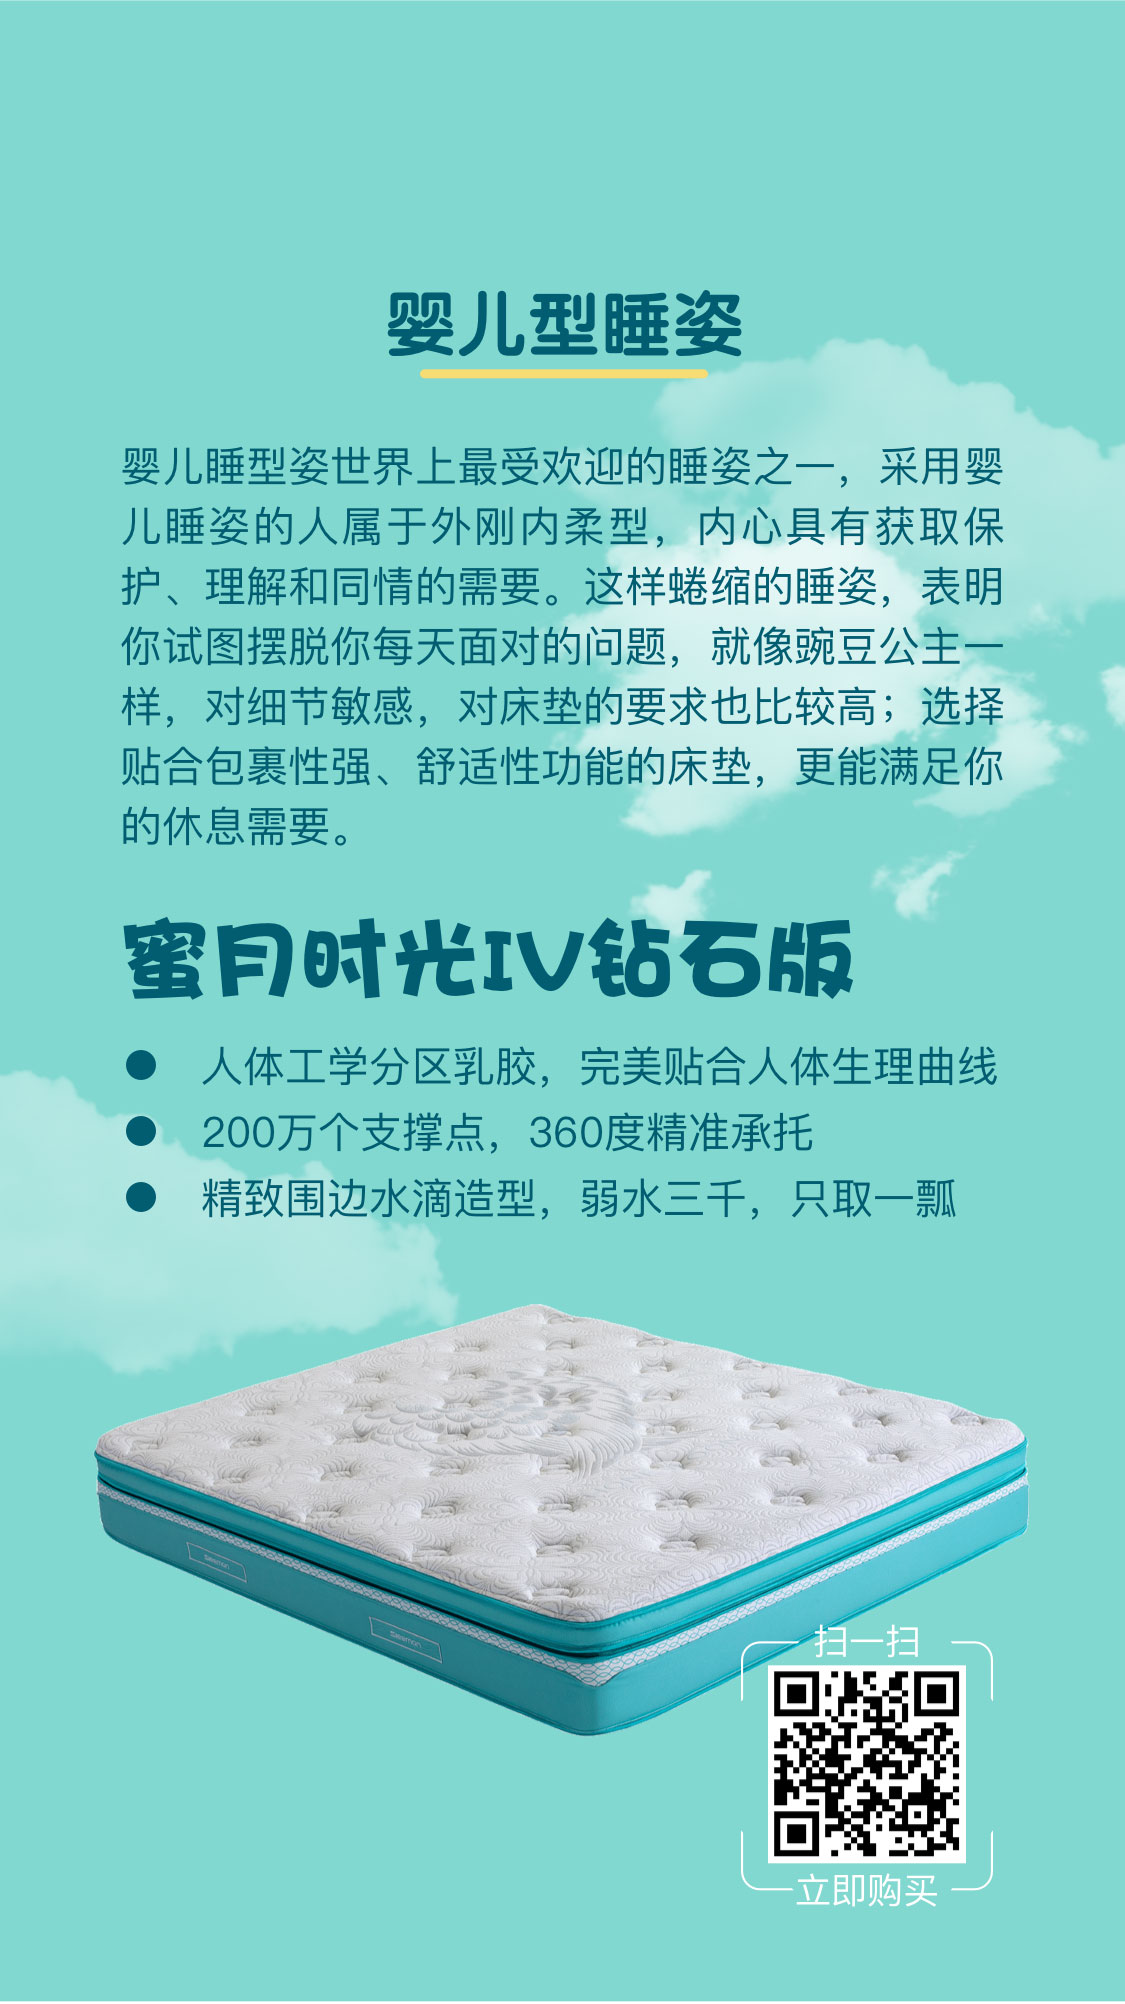 婴儿型睡姿
婴儿睡型姿世界上最受欢迎的睡姿之一，采用婴
儿睡姿的人属于外刚内柔型，内心具有获取保
护、理解和同情的需要。这样蜷缩的睡姿，表明
你试图摆脱你每天面对的问题，就像豌豆公主一
样，对细节敏感，对床垫的要求也比较高；选择
贴合包裹性强、舒适性功能的床垫，更能满足你
的休息需要。
蜜月时光IV钻石版
● 人体工学分区乳胶，完美贴合人体生理曲线
● 200万个支撑点，360度精准承托
● 精致围边水滴造型，弱水三千，只取一瓢
Sleemon
Sleemon
扫一扫
立即购买